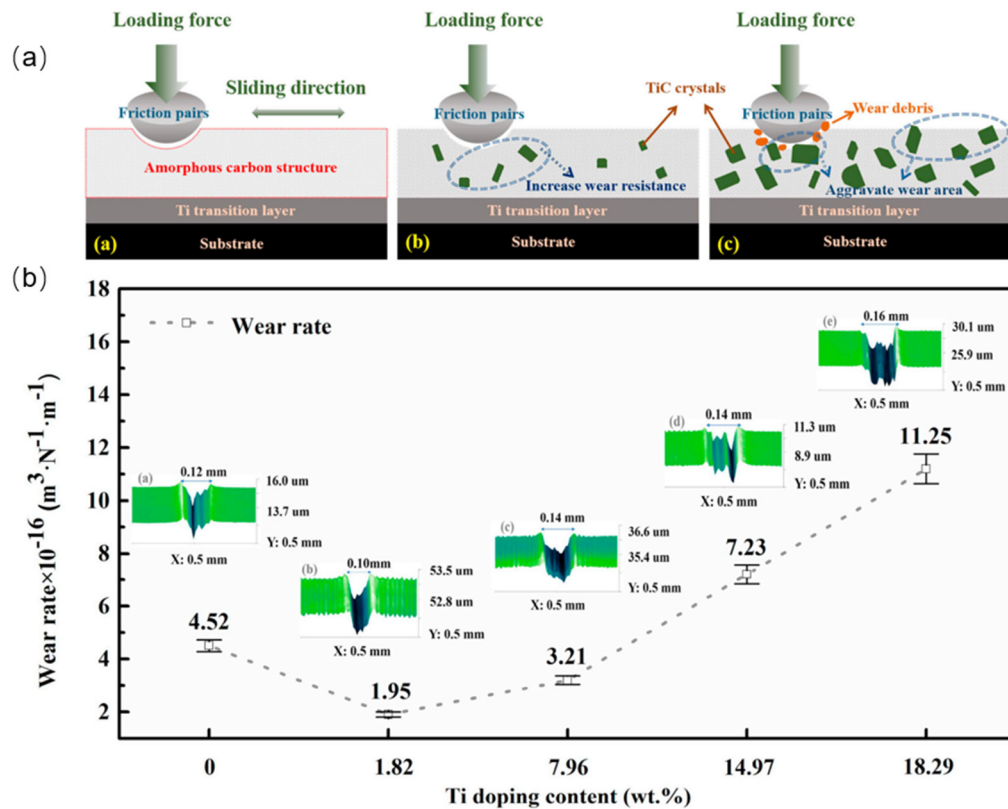 (a)
Loading force
Friction pairs
Sliding direction
Amorphous carbon structure
Ti transition layer
(a)
Substrate
Loading force
Friction pairs
TiC crystals
Increase wear resistance
Ti transition layer
(b)
Substrate
Loading force
Friction pairs
Wear debris
Aggravate wear area
Ti transition layer
(c)
Substrate
(b)
Wear rate×10⁻¹⁶ (m³·N⁻¹·m⁻¹)
18
16
14
12
10
8
6
4
2
Wear rate
(a)
0.12 mm
16.0 um
13.7 um
Y: 0.5 mm
X: 0.5 mm
4.52
(b)
0.10mm
53.5 um
52.8 um
Y: 0.5 mm
X: 0.5 mm
1.95
(c)
0.14 mm
36.6 um
35.4 um
Y: 0.5 mm
X: 0.5 mm
3.21
(d)
0.14 mm
11.3 um
8.9 um
Y: 0.5 mm
X: 0.5 mm
7.23
(e)
0.16 mm
30.1 um
25.9 um
Y: 0.5 mm
X: 0.5 mm
11.25
0
1.82
7.96
14.97
18.29
Ti doping content (wt.%)